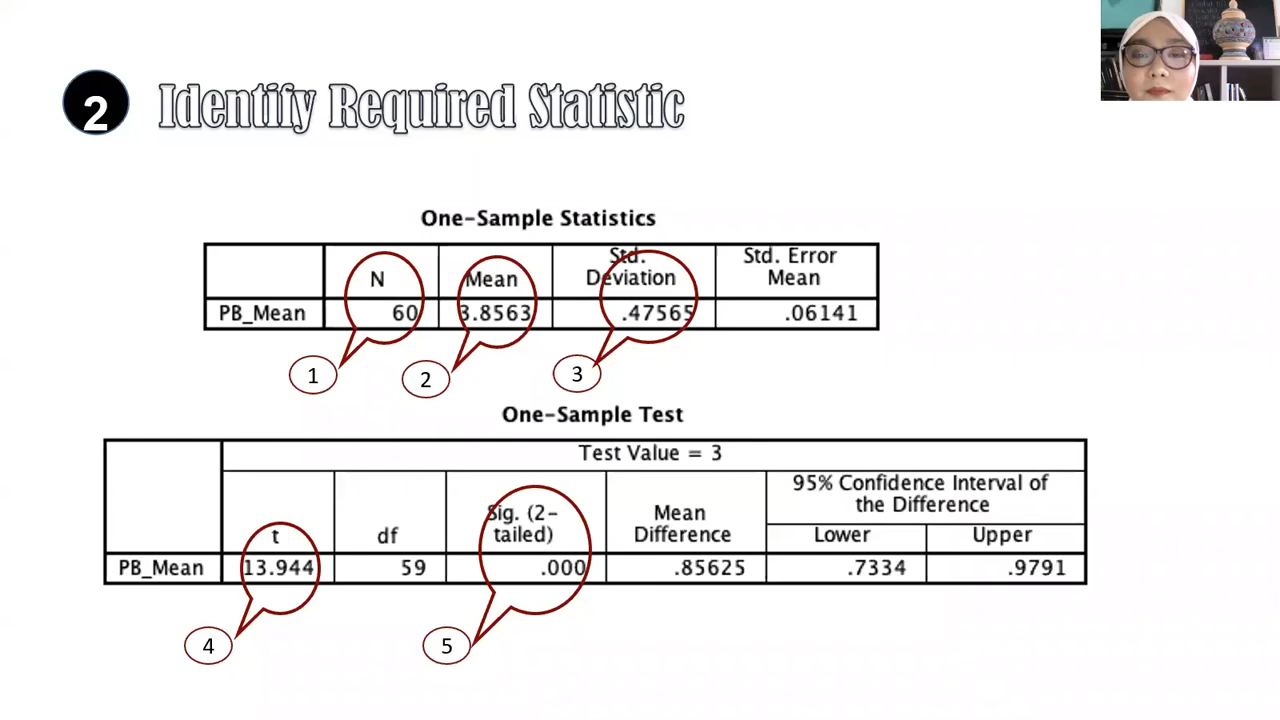 2
Identify Required Statistic
One-Sample Statistics
N
Mean
Std.
Deviation
Std. Error
Mean
PB_Mean 60 3.8563 .47565 .06141
1 2 3
One-Sample Test
Test Value = 3
t
df
Sig. (2-
tailed)
Mean
Difference
95% Confidence Interval of
the Difference
Lower Upper
PB_Mean 13.944 59 .000 .85625 .7334 .9791
4 5